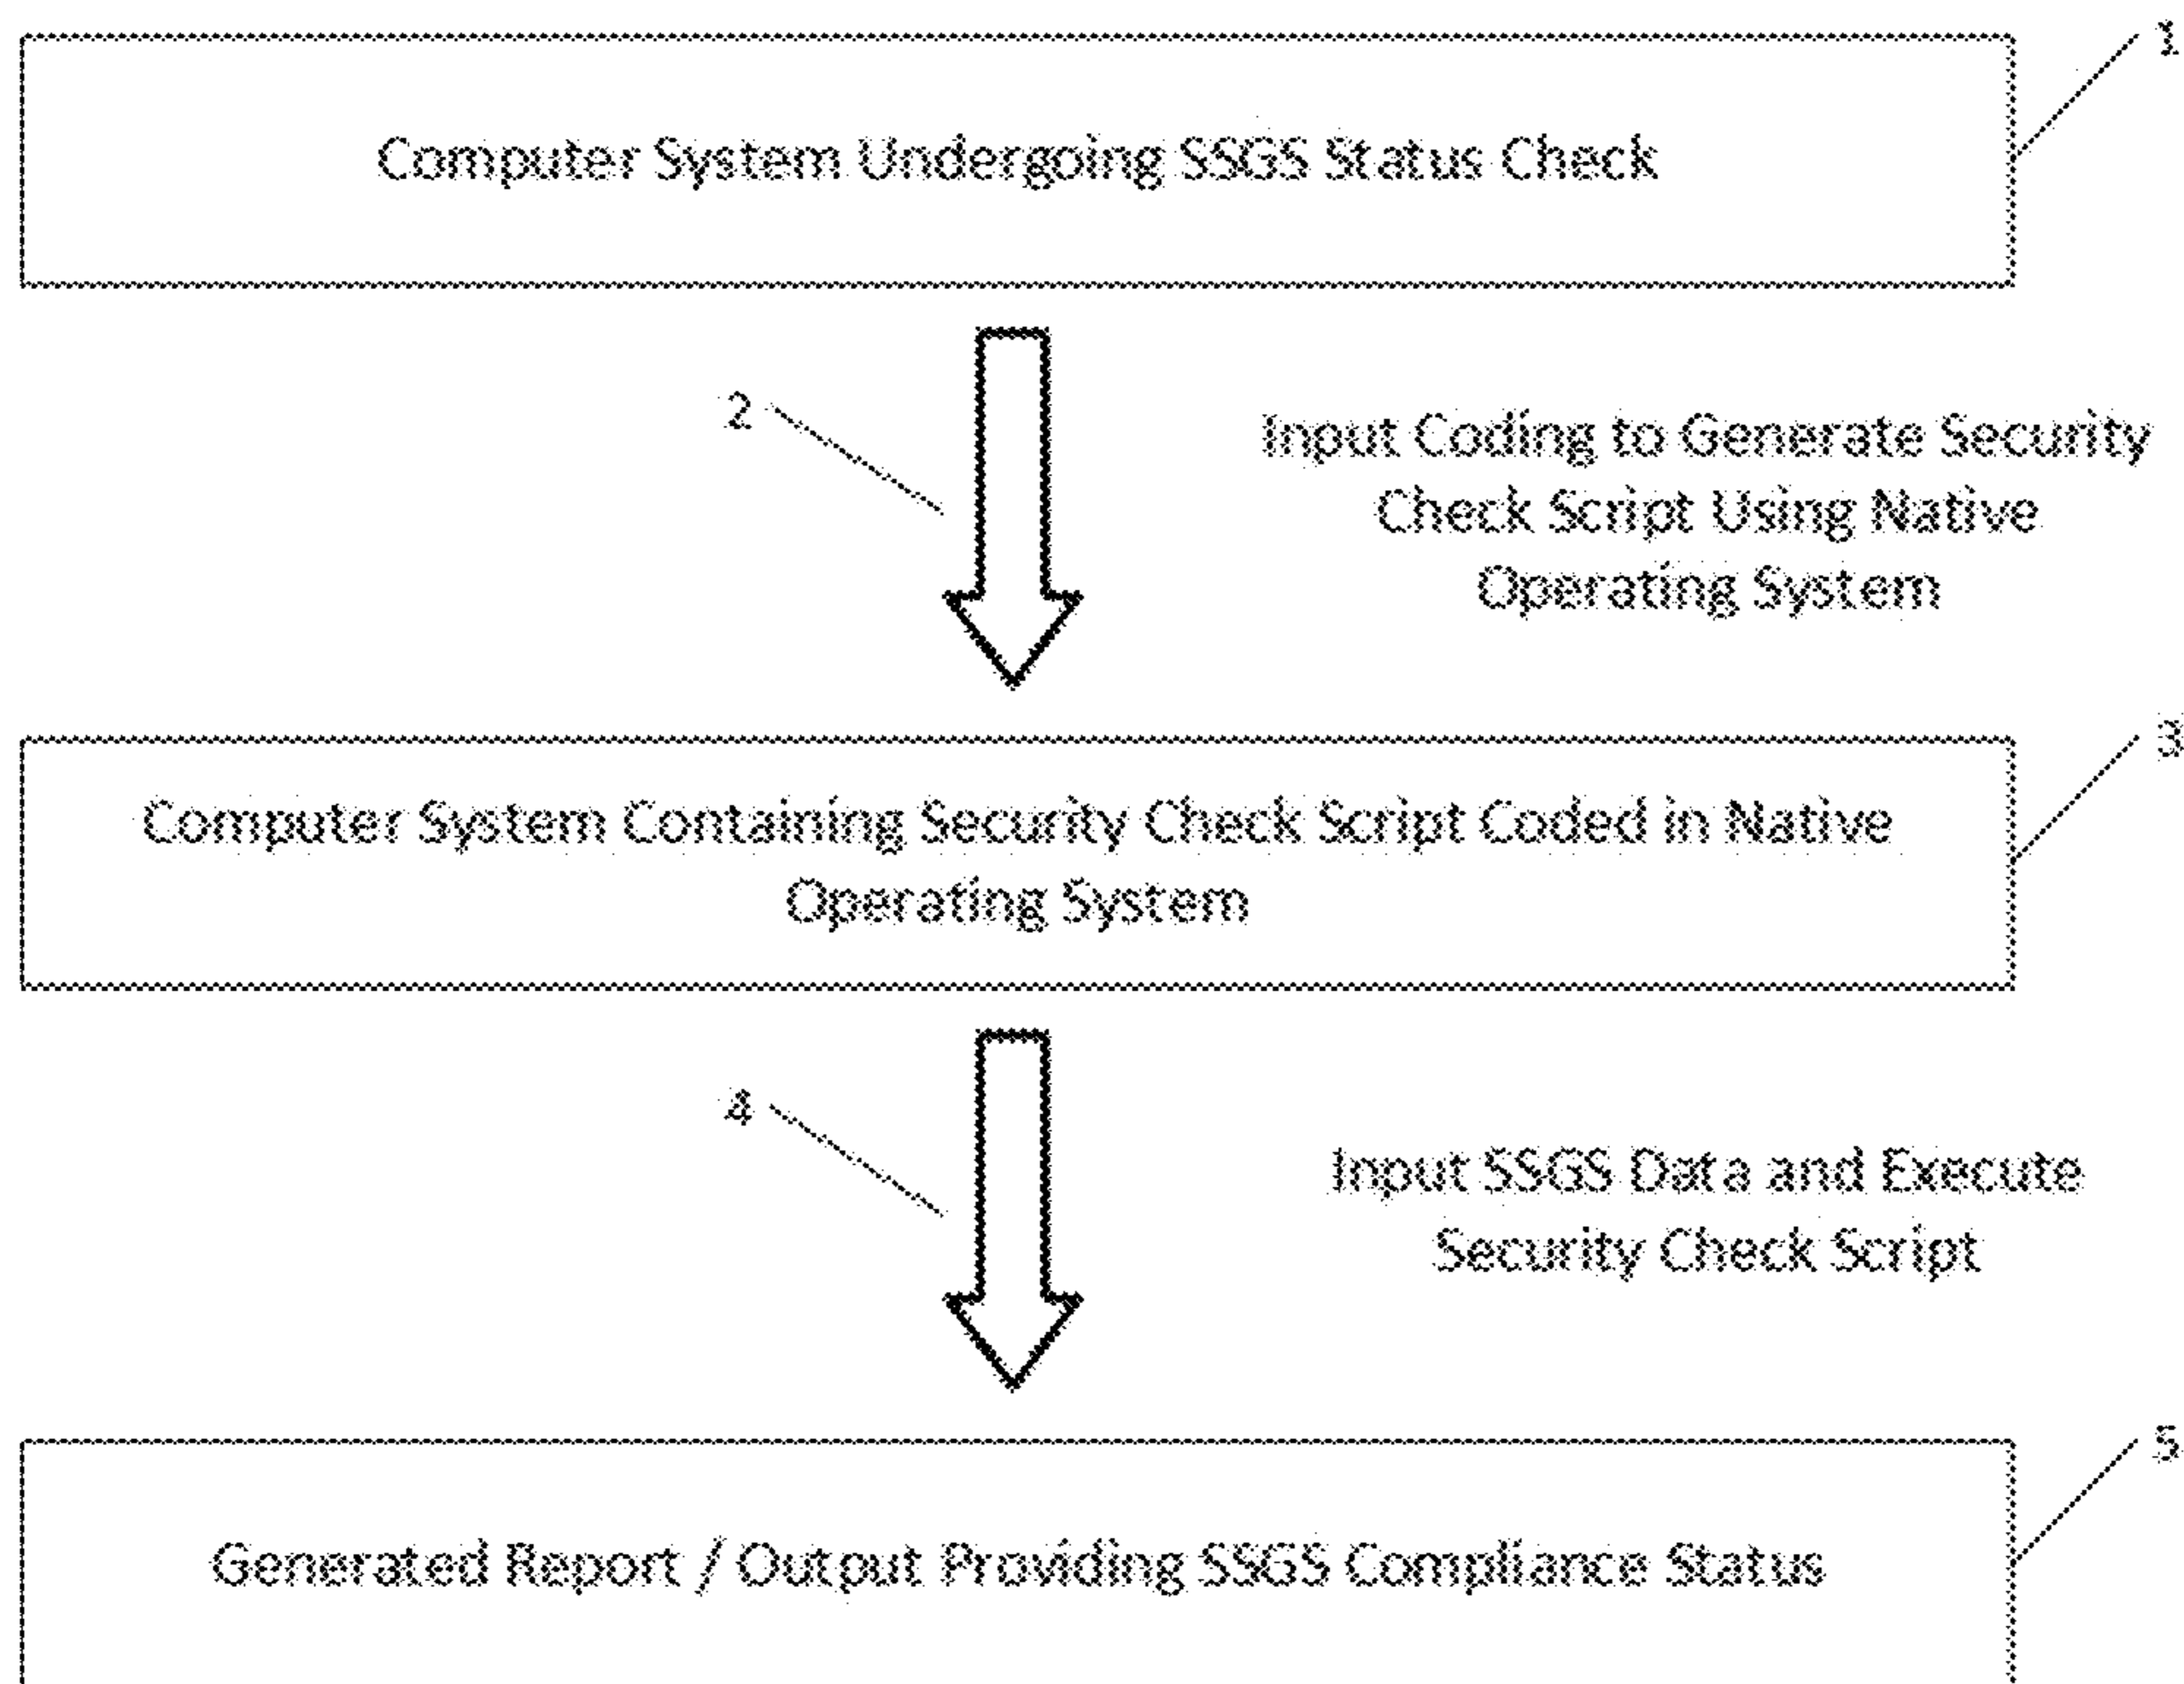 1
Computer System Undergoing SSGS Status Check
2
Input Coding to Generate Security
Check Script Using Native
Operating System
3
Computer System Containing Security Check Script Coded in Native
Operating System
4
Input SSGS Data and Execute
Security Check Script
5
Generated Report / Output Providing SSGS Compliance Status